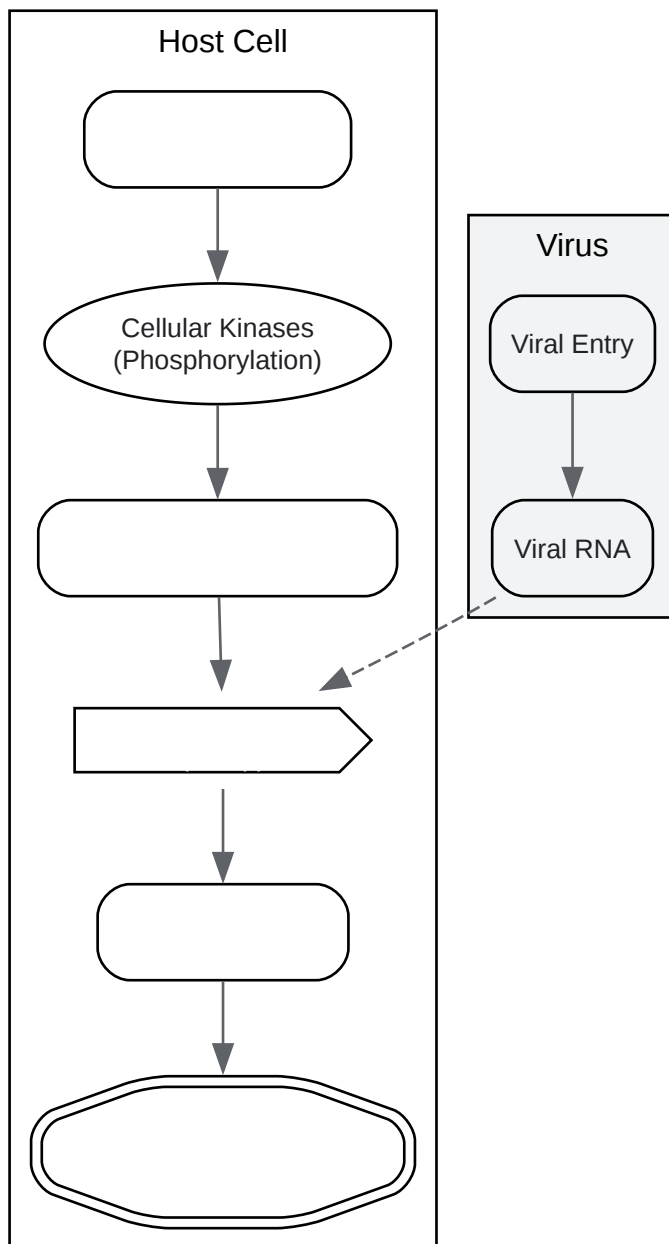 Host Cell
Cellular Kinases
(Phosphorylation)
Virus
Viral Entry
Viral RNA